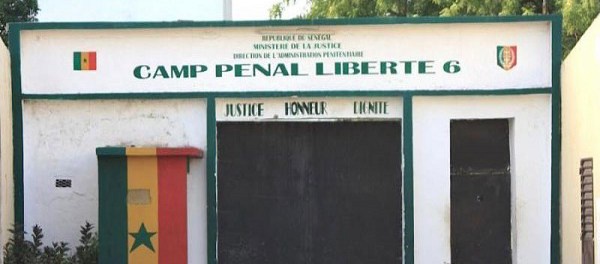 REPUBLIQUE DU SENEGAL
MINISTERE DE LA JUSTICE
DIRECTION DE L'ADMINISTRATION PENITENTIAIRE
CAMP PENAL LIBERTE 6
JUSTICE HONNEUR DIGNITE